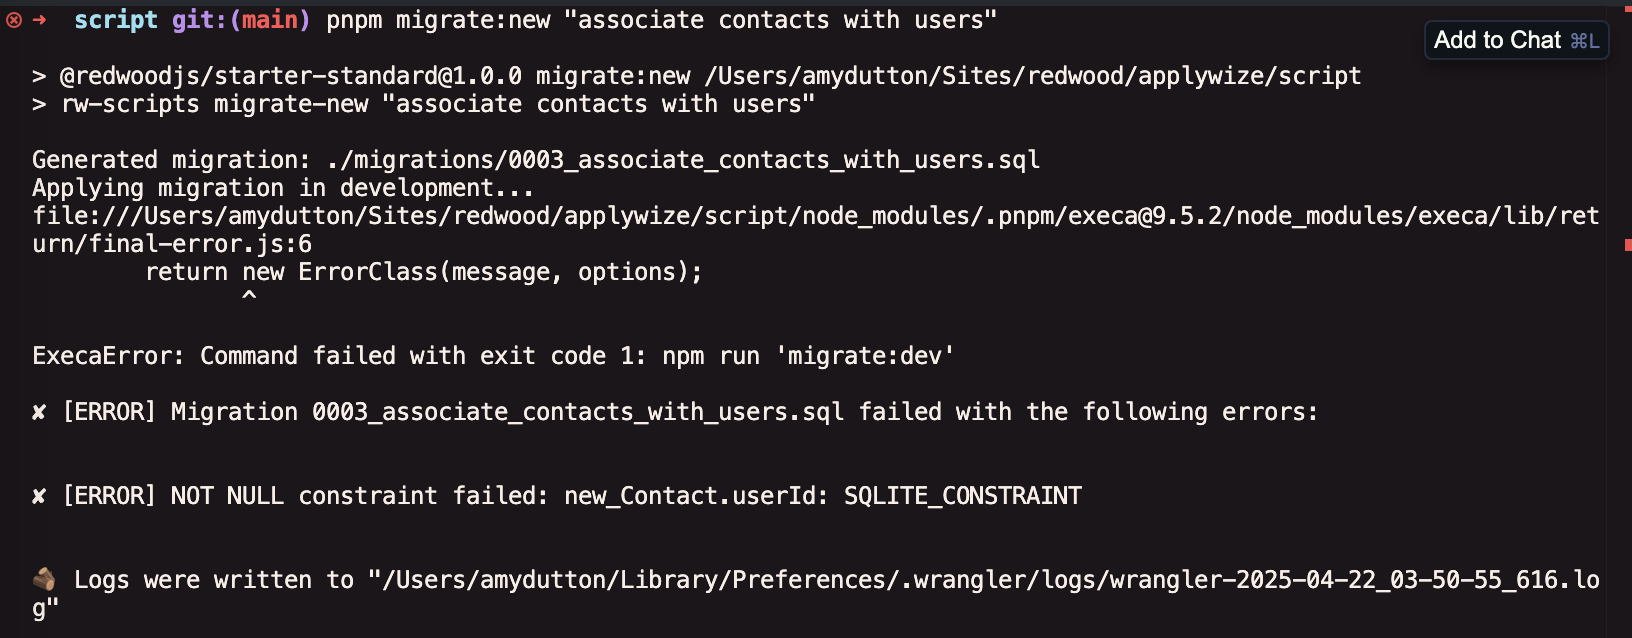 ➜ script git:(main) pnpm migrate:new "associate contacts with users"
Add to Chat ⌘L
> @redwoodjs/starter-standard@1.0.0 migrate:new /Users/amydutton/Sites/redwood/applywize/script
> rw-scripts migrate-new "associate contacts with users"
Generated migration: ./migrations/0003_associate_contacts_with_users.sql
Applying migration in development...
file:///Users/amydutton/Sites/redwood/applywize/script/node_modules/.pnpm/execa@9.5.2/node_modules/execa/lib/ret
urn/final-error.js:6
return new ErrorClass(message, options);
^
ExecaError: Command failed with exit code 1: npm run 'migrate:dev'
✘ [ERROR] Migration 0003_associate_contacts_with_users.sql failed with the following errors:
✘ [ERROR] NOT NULL constraint failed: new_Contact.userId: SQLITE_CONSTRAINT
🪵 Logs were written to "/Users/amydutton/Library/Preferences/.wrangler/logs/wrangler-2025-04-22_03-50-55_616.lo
g"